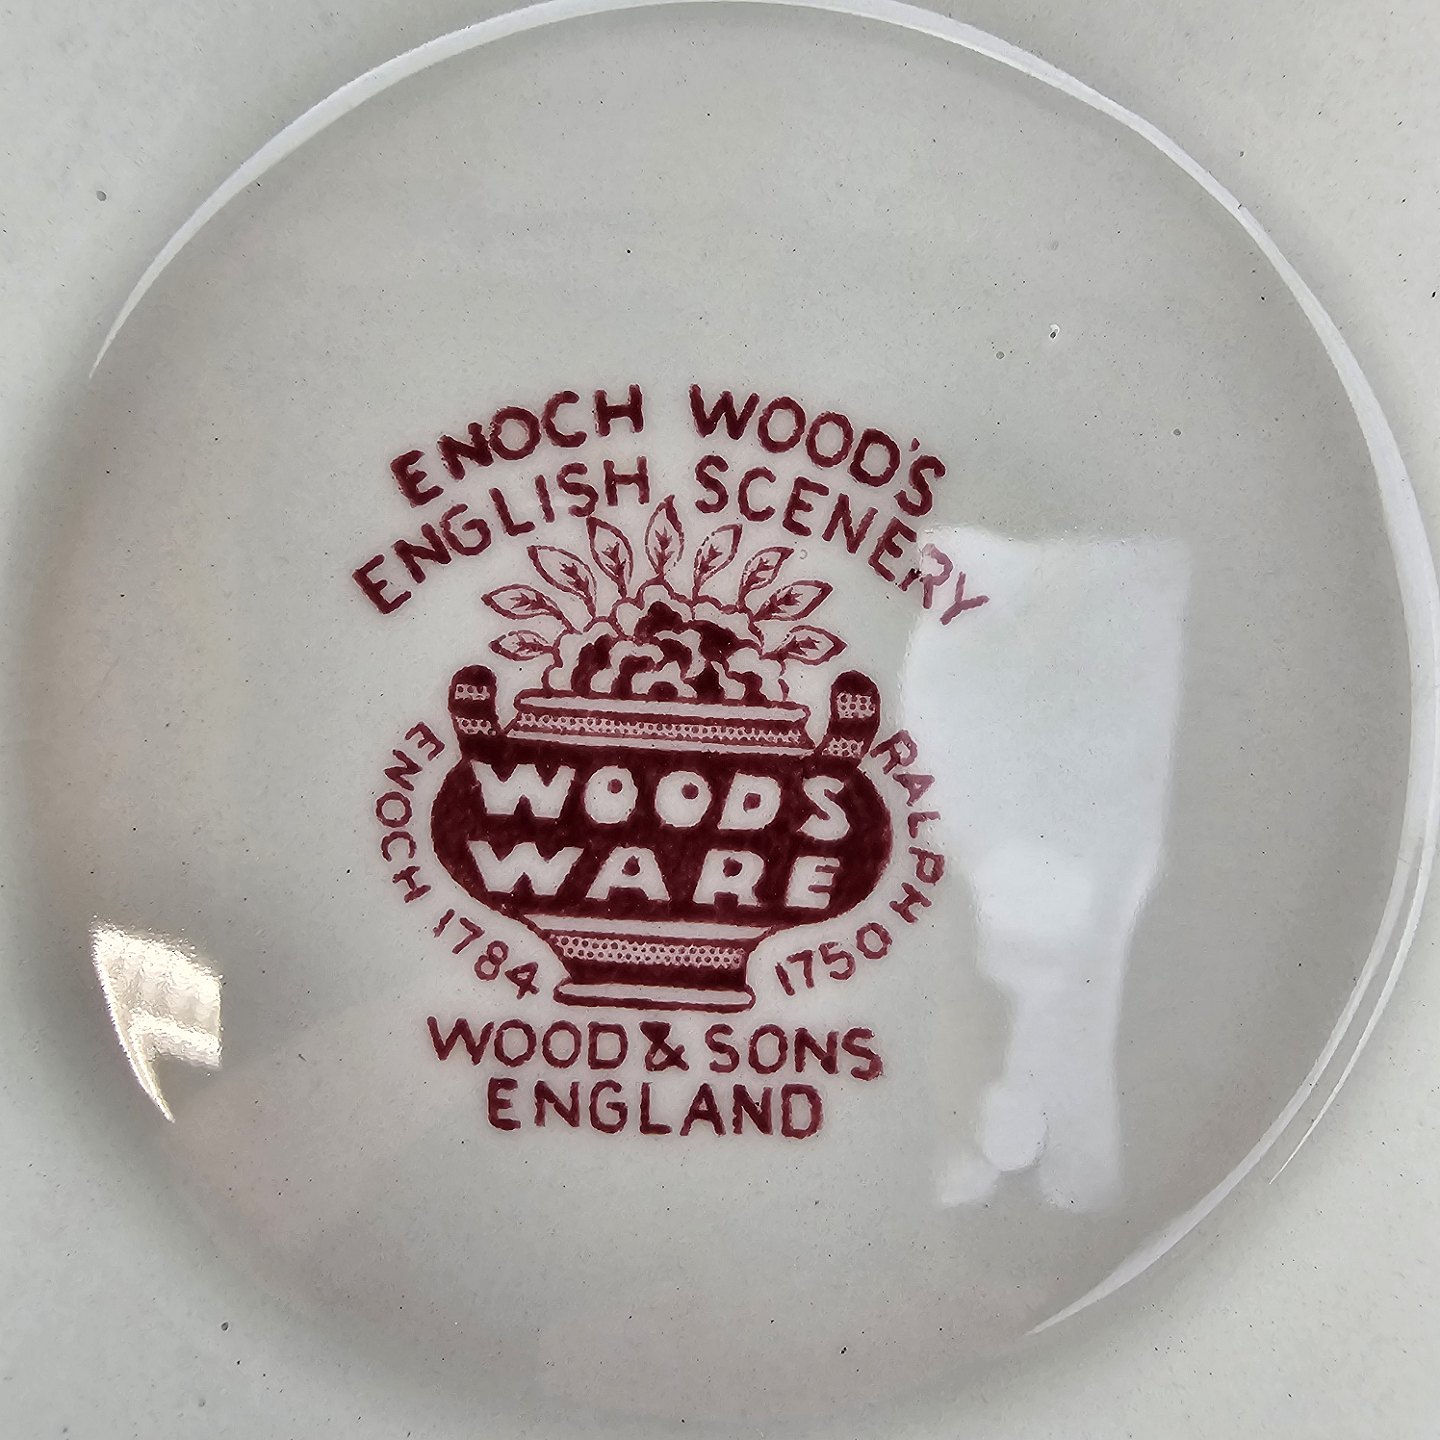 ENOCH WOOD'S
ENGLISH SCENERY
WOODS
WARE
ENOCH 1784
RALPH 1750
WOOD & SONS
ENGLAND